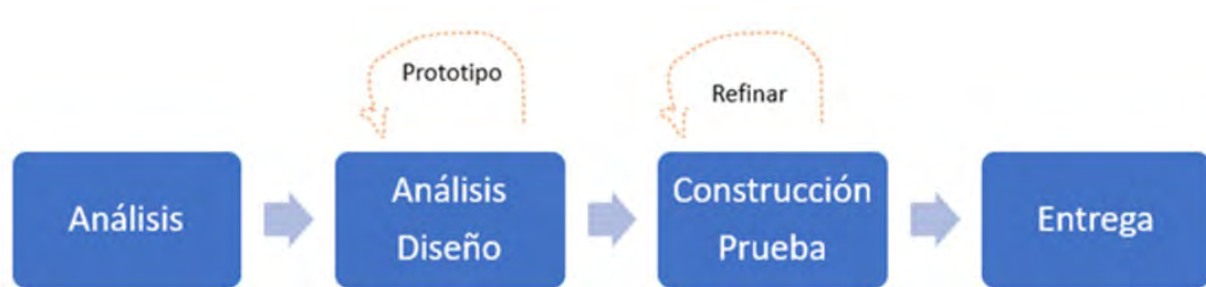 Prototipo
Refinar
Análisis
Análisis
Diseño
Construcción
Prueba
Entrega